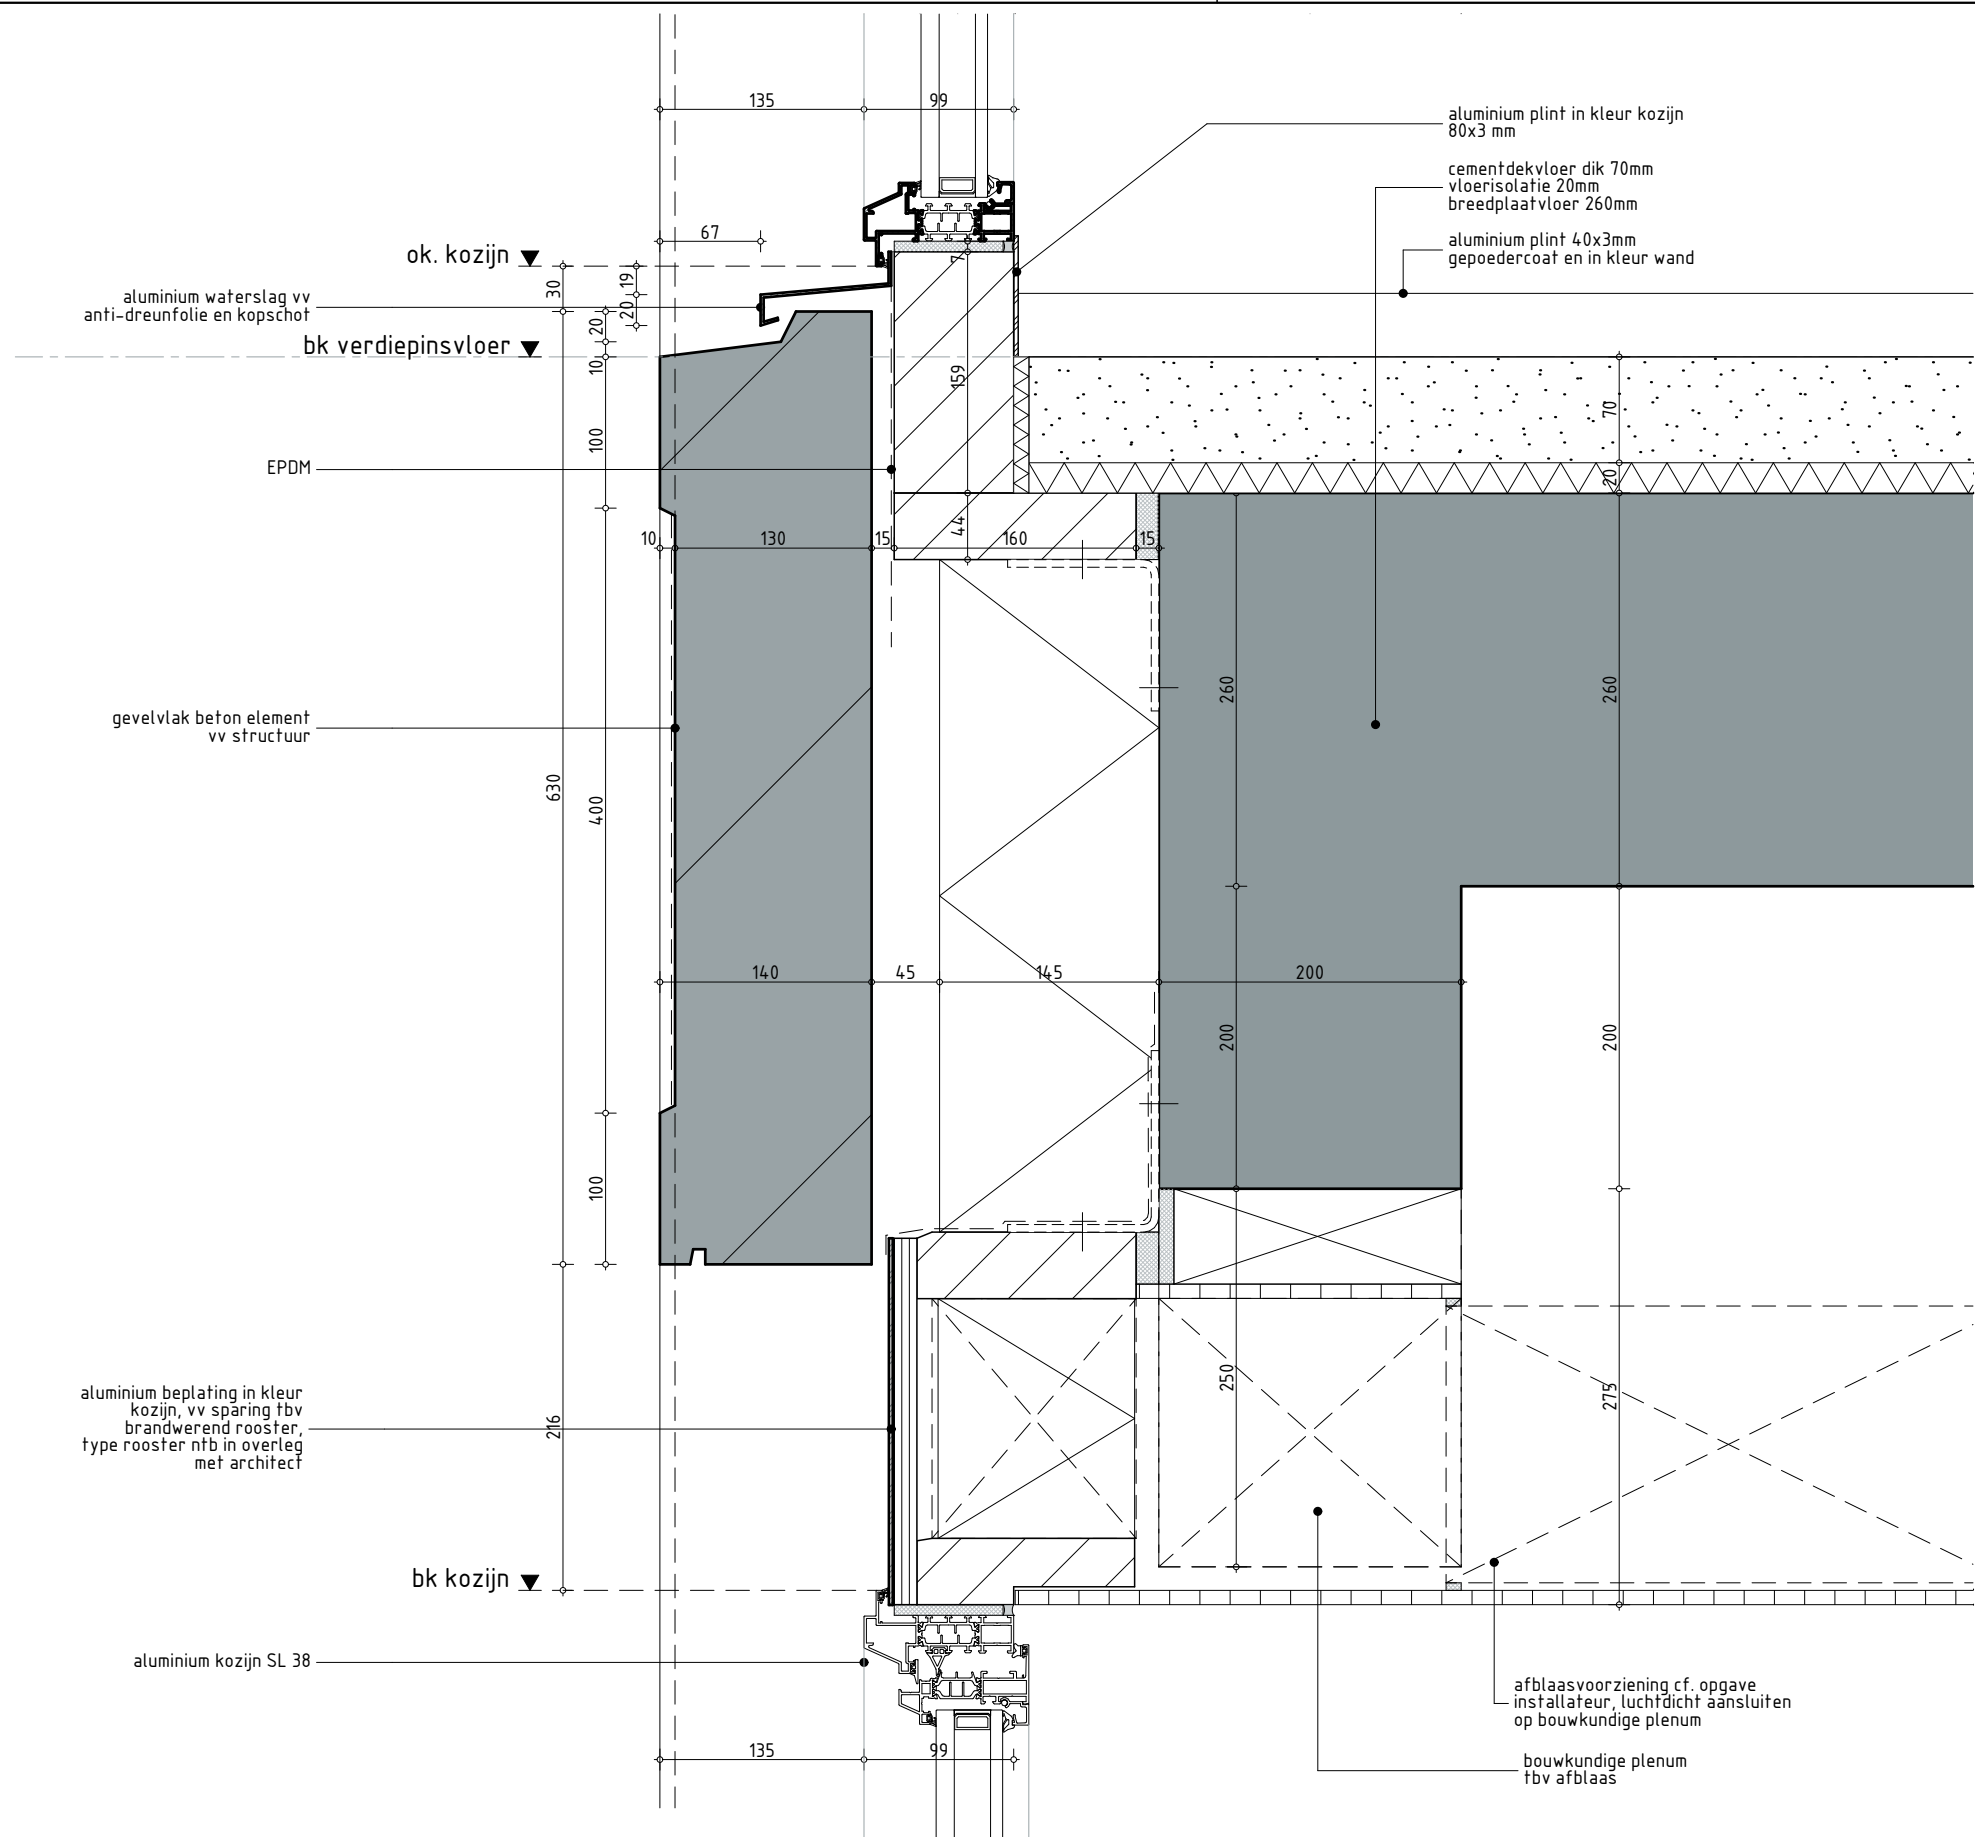 135
99
aluminium plint in kleur kozijn
80x3 mm
cementdekvloer dik 70mm
vloerisolatie 20mm
breedplaatvloer 260mm
aluminium plint 40x3mm
gepoedercoat en in kleur wand
67
ok. kozijn
7
30
19
20
aluminium waterslag vv
anti-dreunfolie en kopschot
20
bk verdiepinsvloer
10
159
70
100
EPDM
20
44
10
130
15
160
15
260
260
gevelvlak beton element
vv structuur
630
400
140
45
145
200
200
200
100
250
275
aluminium beplating in kleur
kozijn, vv sparing tbv
brandwerend rooster,
type rooster ntb in overleg
met architect
216
bk kozijn
aluminium kozijn SL 38
afblaasvoorziening cf. opgave
installateur, luchtdicht aansluiten
op bouwkundige plenum
135
99
bouwkundige plenum
tbv afblaas